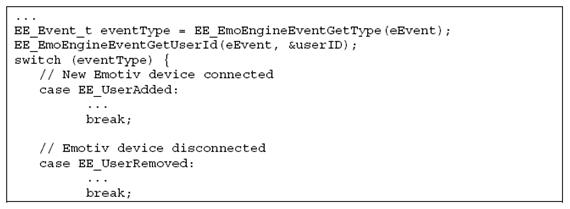 ...
EE_Event_t eventType = EE_EmoEngineEventGetType(eEvent);
EE_EmoEngineEventGetUserId(eEvent, &userID);
switch (eventType) {
    // New Emotiv device connected
    case EE_UserAdded:
        ...
        break;

    // Emotiv device disconnected
    case EE_UserRemoved:
        ...
        break;